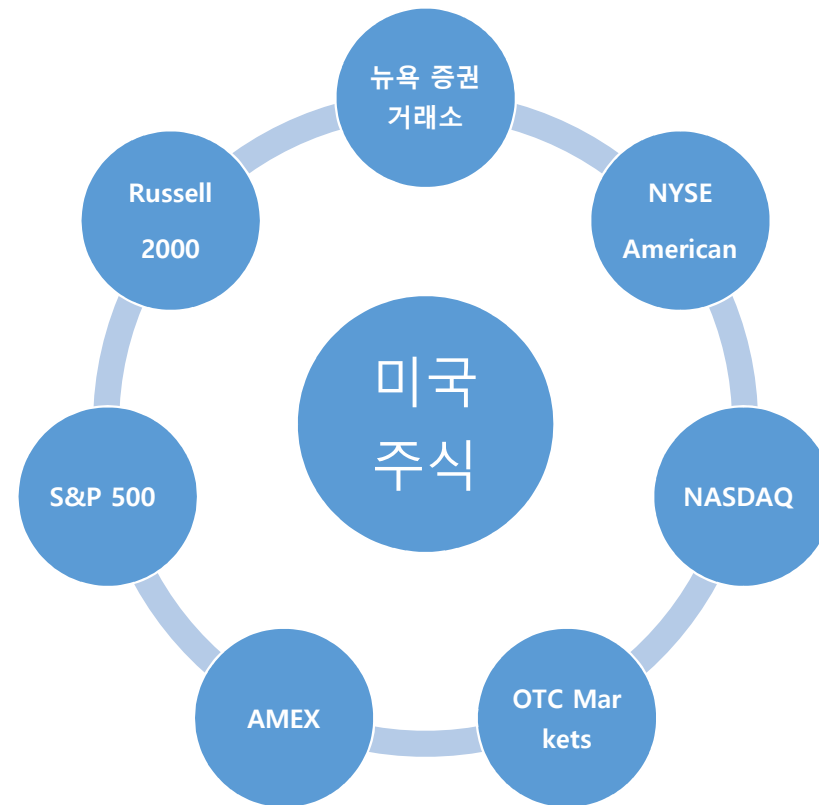 뉴욕 증권
거래소
Russell
2000
NYSE
American
미국
주식
S&P 500
NASDAQ
AMEX
OTC Mar
kets